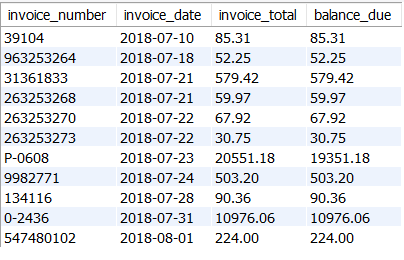 invoice_number invoice_date invoice_total balance_due
39104 2018-07-10 85.31 85.31
963253264 2018-07-18 52.25 52.25
31361833 2018-07-21 579.42 579.42
263253268 2018-07-21 59.97 59.97
263253270 2018-07-22 67.92 67.92
263253273 2018-07-22 30.75 30.75
P-0608 2018-07-23 20551.18 19351.18
9982771 2018-07-24 503.20 503.20
134116 2018-07-28 90.36 90.36
0-2436 2018-07-31 10976.06 10976.06
547480102 2018-08-01 224.00 224.00